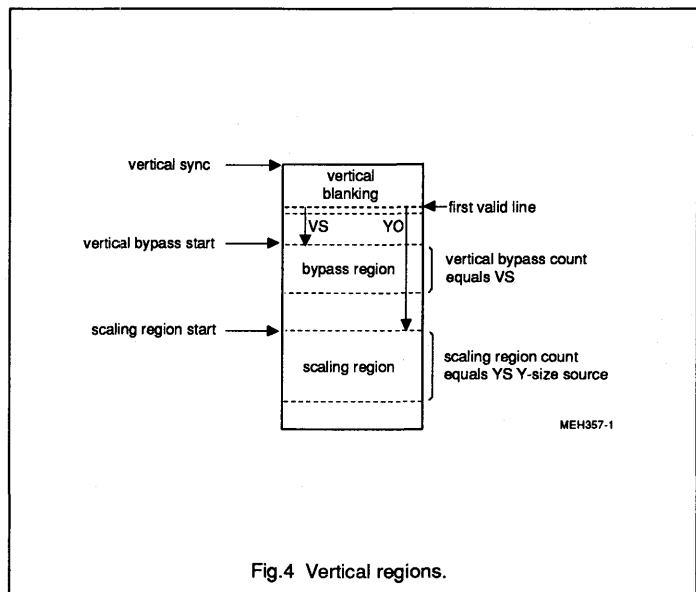 vertical sync
vertical
blanking
first valid line
VS
YO
vertical bypass start
bypass region
vertical bypass count
equals VS
scaling region start
scaling region
scaling region count
equals YS Y-size source
MEH357-1
Fig.4 Vertical regions.